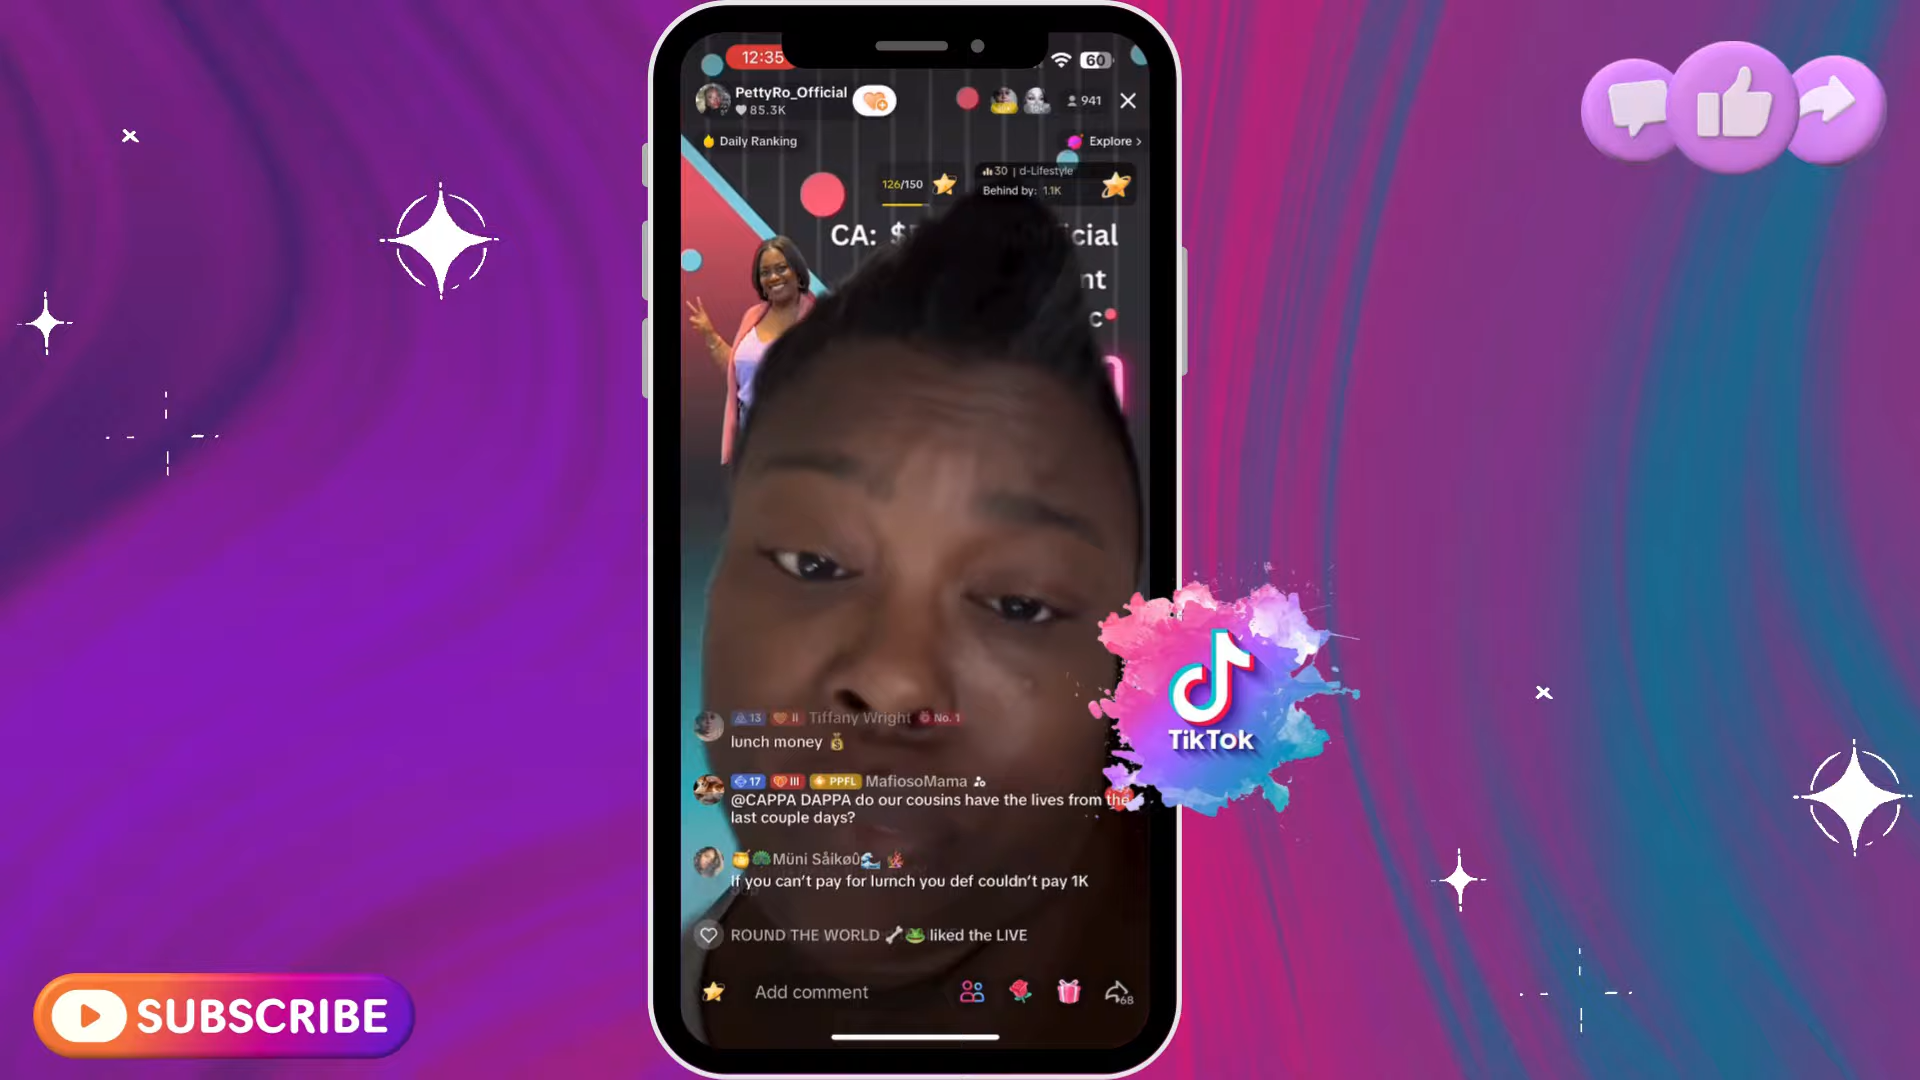 12:35
60
PettyRo_Official
85.3K
941
Daily Ranking
Explore >
126/150
30 | d-Lifestyle
Behind by: 1.1K
CA:
cial
nt
c
13 II Tiffany Wright No. 1
lunch money
17 III PPFL MafiosoMama
@CAPPA DAPPA do our cousins have the lives from the
last couple days?
Müni Såikøû
If you can't pay for lurnch you def couldn't pay 1K
ROUND THE WORLD liked the LIVE
Add comment
68
TikTok
SUBSCRIBE